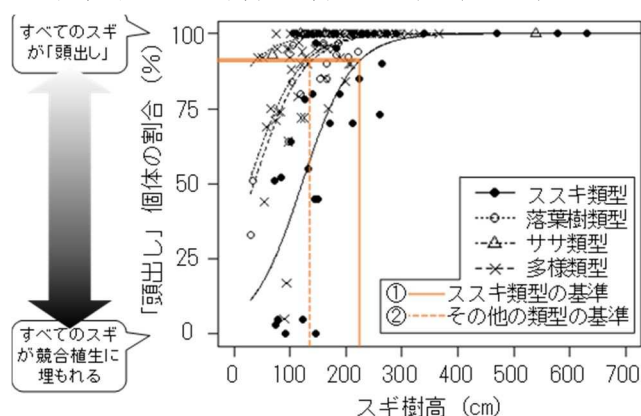 すべてのスギ
が「頭出し」
すべてのスギ
が競合植生に
埋もれる
「頭出し」個体の割合 (%)
100
75
50
25
0
ススキ類型
落葉樹類型
ササ類型
多様類型
① ススキ類型の基準
② その他の類型の基準
0 100 200 300 400 500 600 700
スギ樹高 (cm)